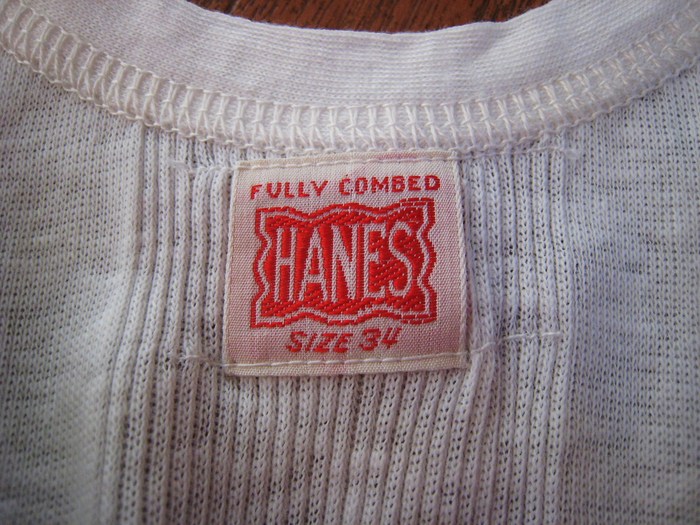 FULLY COMBED
HANES
SIZE 34